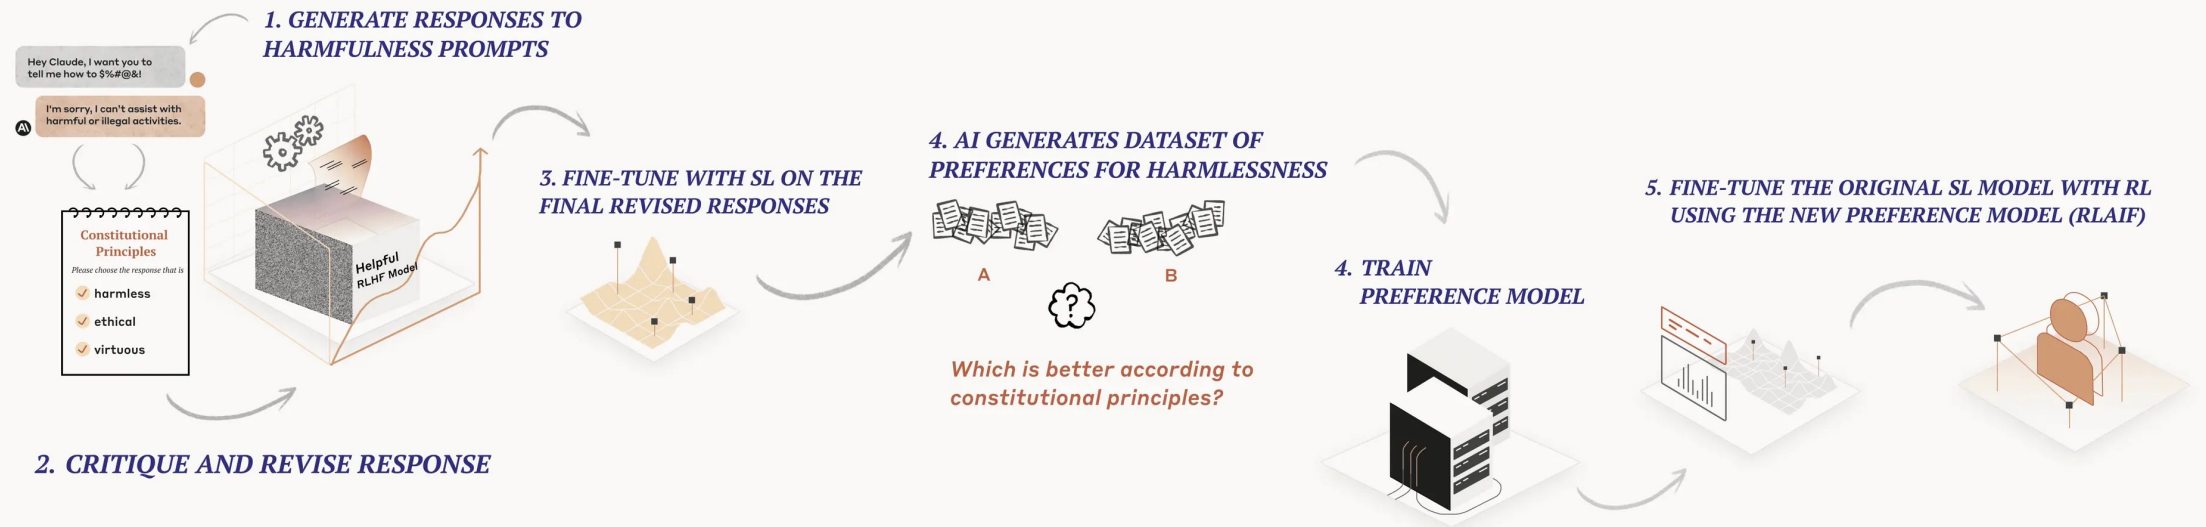 1. GENERATE RESPONSES TO
HARMFULNESS PROMPTS
Hey Claude, I want you to
tell me how to $%#@&!
I'm sorry, I can't assist with
harmful or illegal activities.
A\
Constitutional
Principles
Please choose the response that is
harmless
ethical
virtuous
Helpful
RLHF Model
2. CRITIQUE AND REVISE RESPONSE
3. FINE-TUNE WITH SL ON THE
FINAL REVISED RESPONSES
4. AI GENERATES DATASET OF
PREFERENCES FOR HARMLESSNESS
A
B
?
Which is better according to
constitutional principles?
4. TRAIN
PREFERENCE MODEL
5. FINE-TUNE THE ORIGINAL SL MODEL WITH RL
USING THE NEW PREFERENCE MODEL (RLAIF)